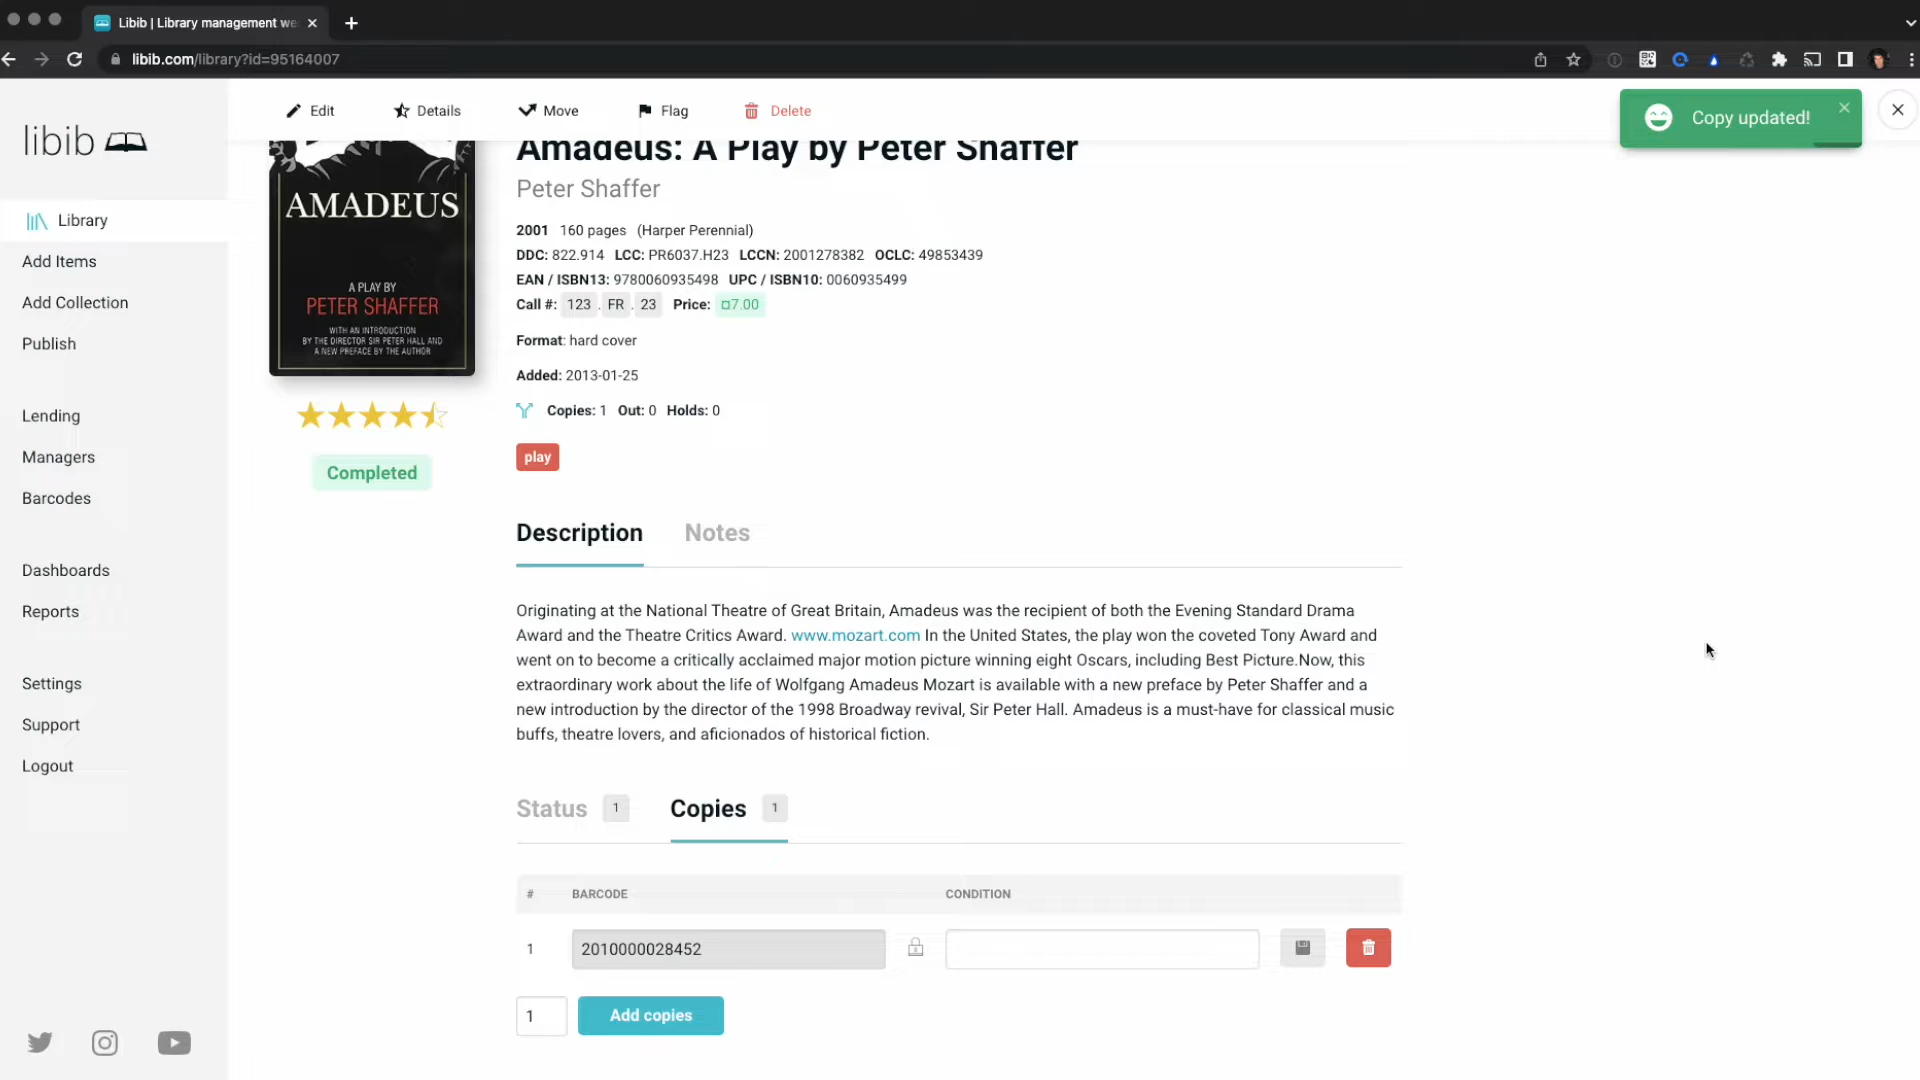 Libib | Library management we
libib.com/library?id=95164007
libib
Edit
Details
Move
Flag
Delete
Copy updated!
Library
Add Items
Add Collection
Publish
Lending
Managers
Barcodes
Dashboards
Reports
Settings
Support
Logout
AMADEUS
A PLAY BY
PETER SHAFFER
WITH AN INTRODUCTION
BY THE DIRECTOR SIR PETER HALL AND
A NEW PREFACE BY THE AUTHOR
Completed
Amadeus: A Play by Peter Shaffer
Peter Shaffer
2001 160 pages (Harper Perennial)
DDC: 822.914 LCC: PR6037.H23 LCCN: 2001278382 OCLC: 49853439
EAN / ISBN13: 9780060935498 UPC / ISBN10: 0060935499
Call #: 123 . FR . 23 Price: ¤7.00
Format: hard cover
Added: 2013-01-25
Copies: 1 Out: 0 Holds: 0
play
Description Notes
Originating at the National Theatre of Great Britain, Amadeus was the recipient of both the Evening Standard Drama
Award and the Theatre Critics Award. www.mozart.com In the United States, the play won the coveted Tony Award and
went on to become a critically acclaimed major motion picture winning eight Oscars, including Best Picture.Now, this
extraordinary work about the life of Wolfgang Amadeus Mozart is available with a new preface by Peter Shaffer and a
new introduction by the director of the 1998 Broadway revival, Sir Peter Hall. Amadeus is a must-have for classical music
buffs, theatre lovers, and aficionados of historical fiction.
Status 1 Copies 1
# BARCODE CONDITION
1 2010000028452
1 Add copies